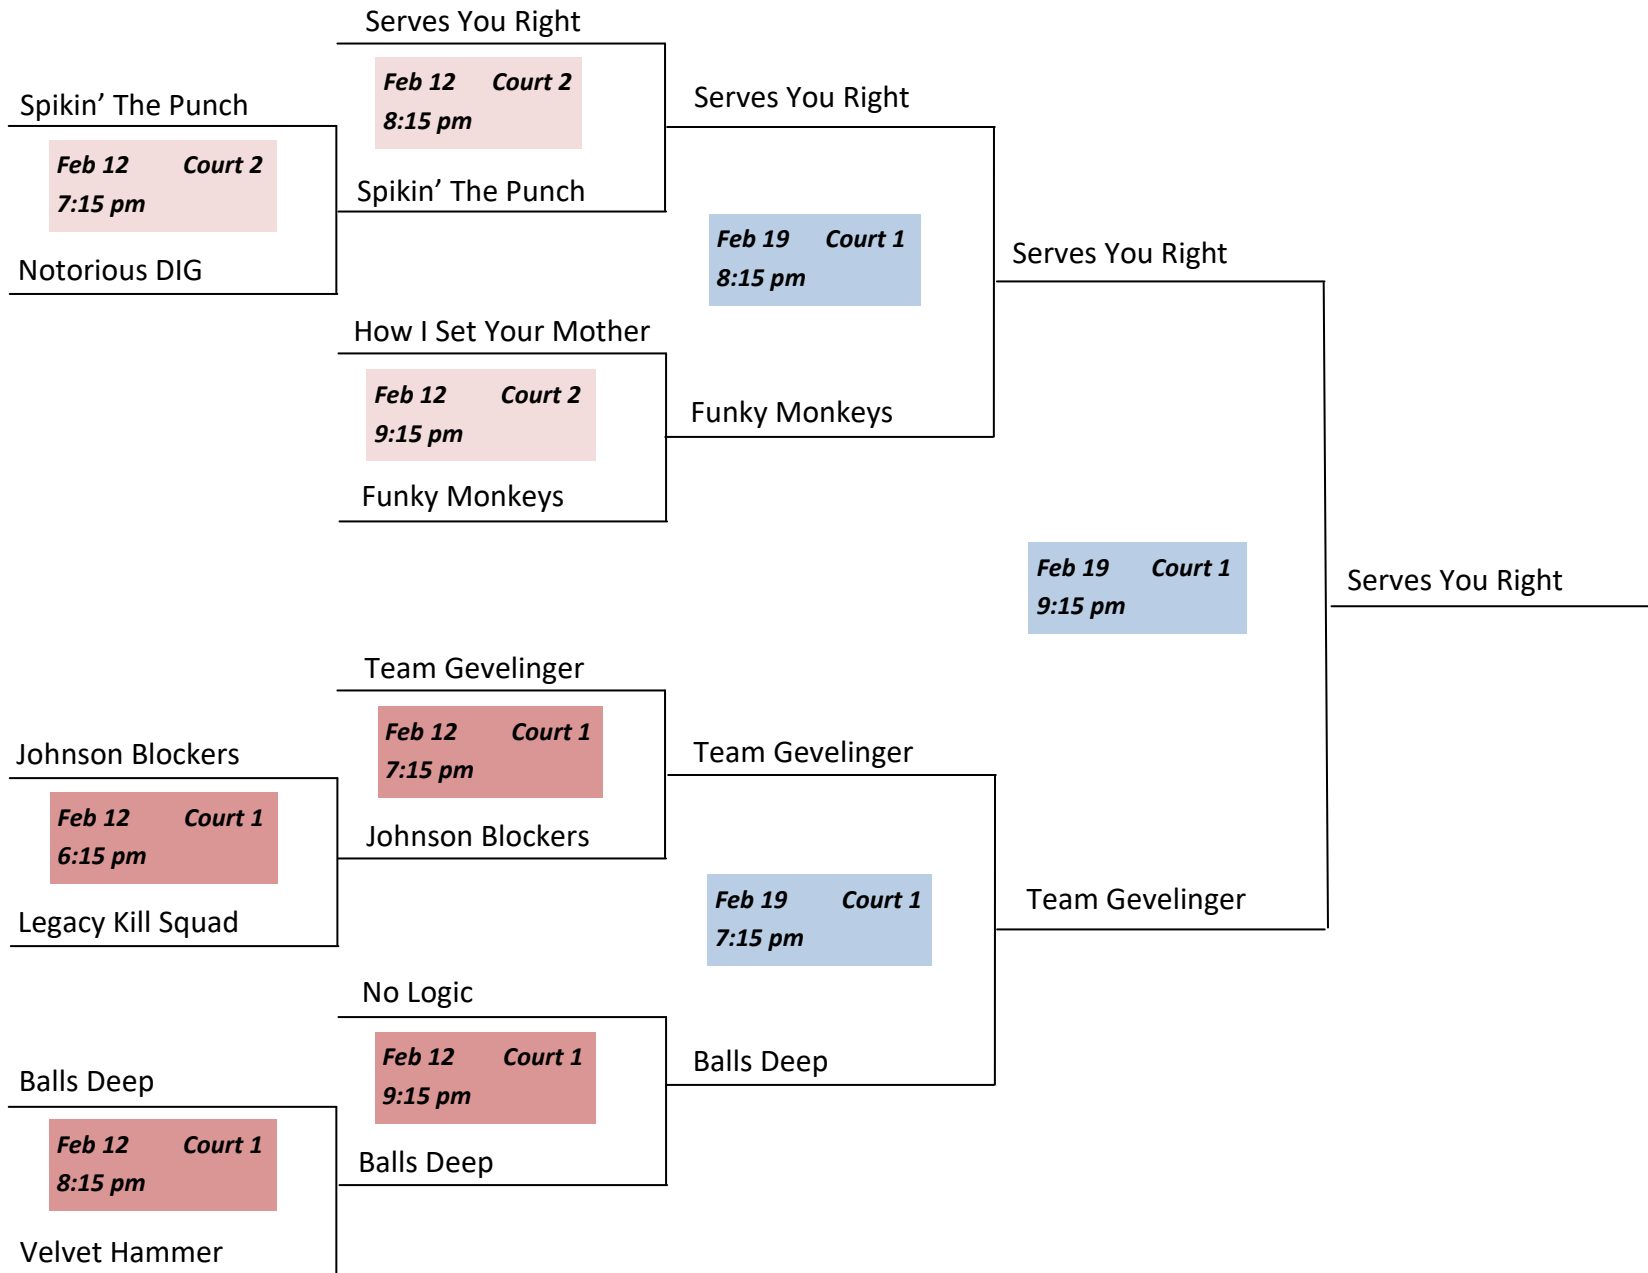 Serves You Right
Feb 12 Court 2
8:15 pm
Spikin’ The Punch
Serves You Right
Feb 12 Court 2
7:15 pm
Spikin’ The Punch
Notorious DIG
Feb 19 Court 1
8:15 pm
Serves You Right
How I Set Your Mother
Feb 12 Court 2
9:15 pm
Funky Monkeys
Funky Monkeys
Feb 19 Court 1
9:15 pm
Serves You Right
Team Gevelinger
Feb 12 Court 1
7:15 pm
Johnson Blockers
Team Gevelinger
Feb 12 Court 1
6:15 pm
Johnson Blockers
Legacy Kill Squad
Feb 19 Court 1
7:15 pm
Team Gevelinger
No Logic
Feb 12 Court 1
9:15 pm
Balls Deep
Balls Deep
Feb 12 Court 1
8:15 pm
Balls Deep
Velvet Hammer